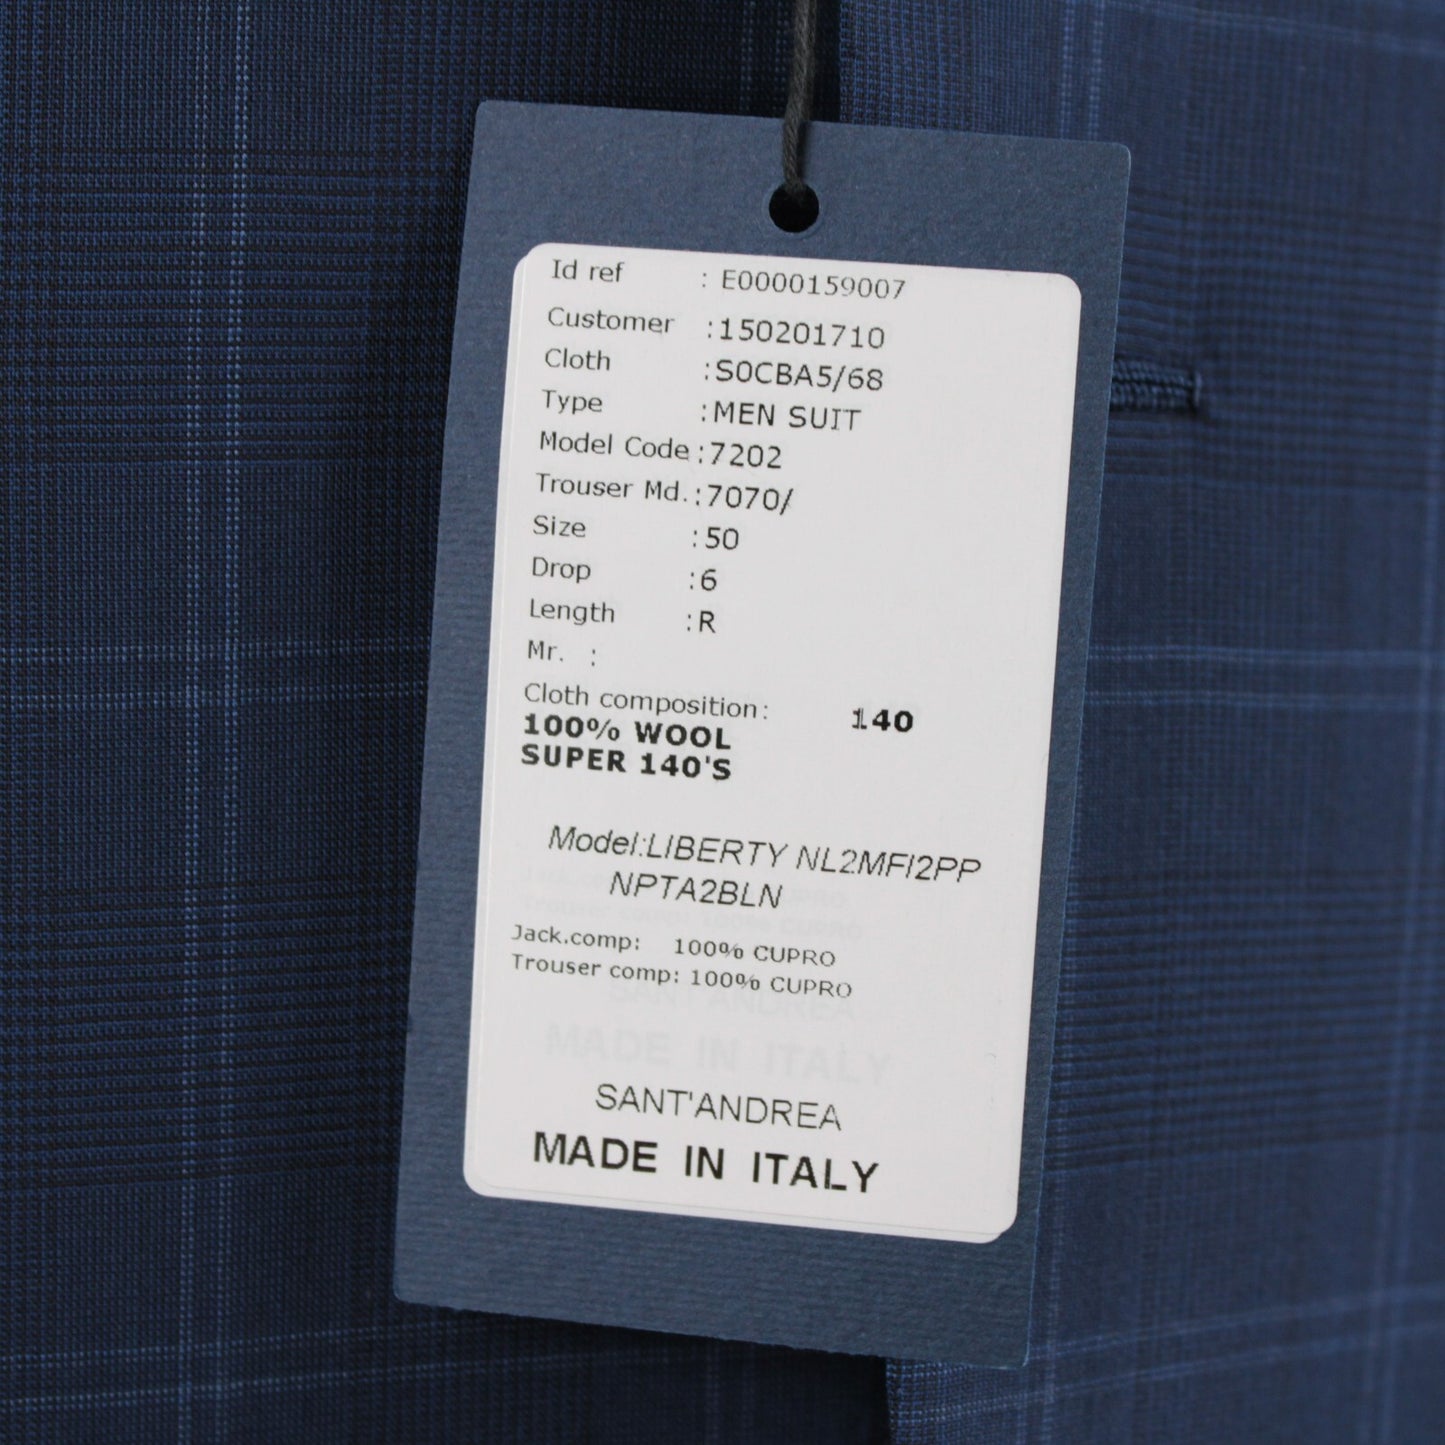 Id ref : E0000159007
Customer :150201710
Cloth :S0CBA5/68
Type :MEN SUIT
Model Code :7202
Trouser Md. :7070/
Size :50
Drop :6
Length :R
Mr. :
Cloth composition: 140
100% WOOL
SUPER 140'S
Model:LIBERTY NL2MFI2PP
NPTA2BLN
Jack.comp: 100% CUPRO
Trouser comp: 100% CUPRO
SANT'ANDREA
MADE IN ITALY